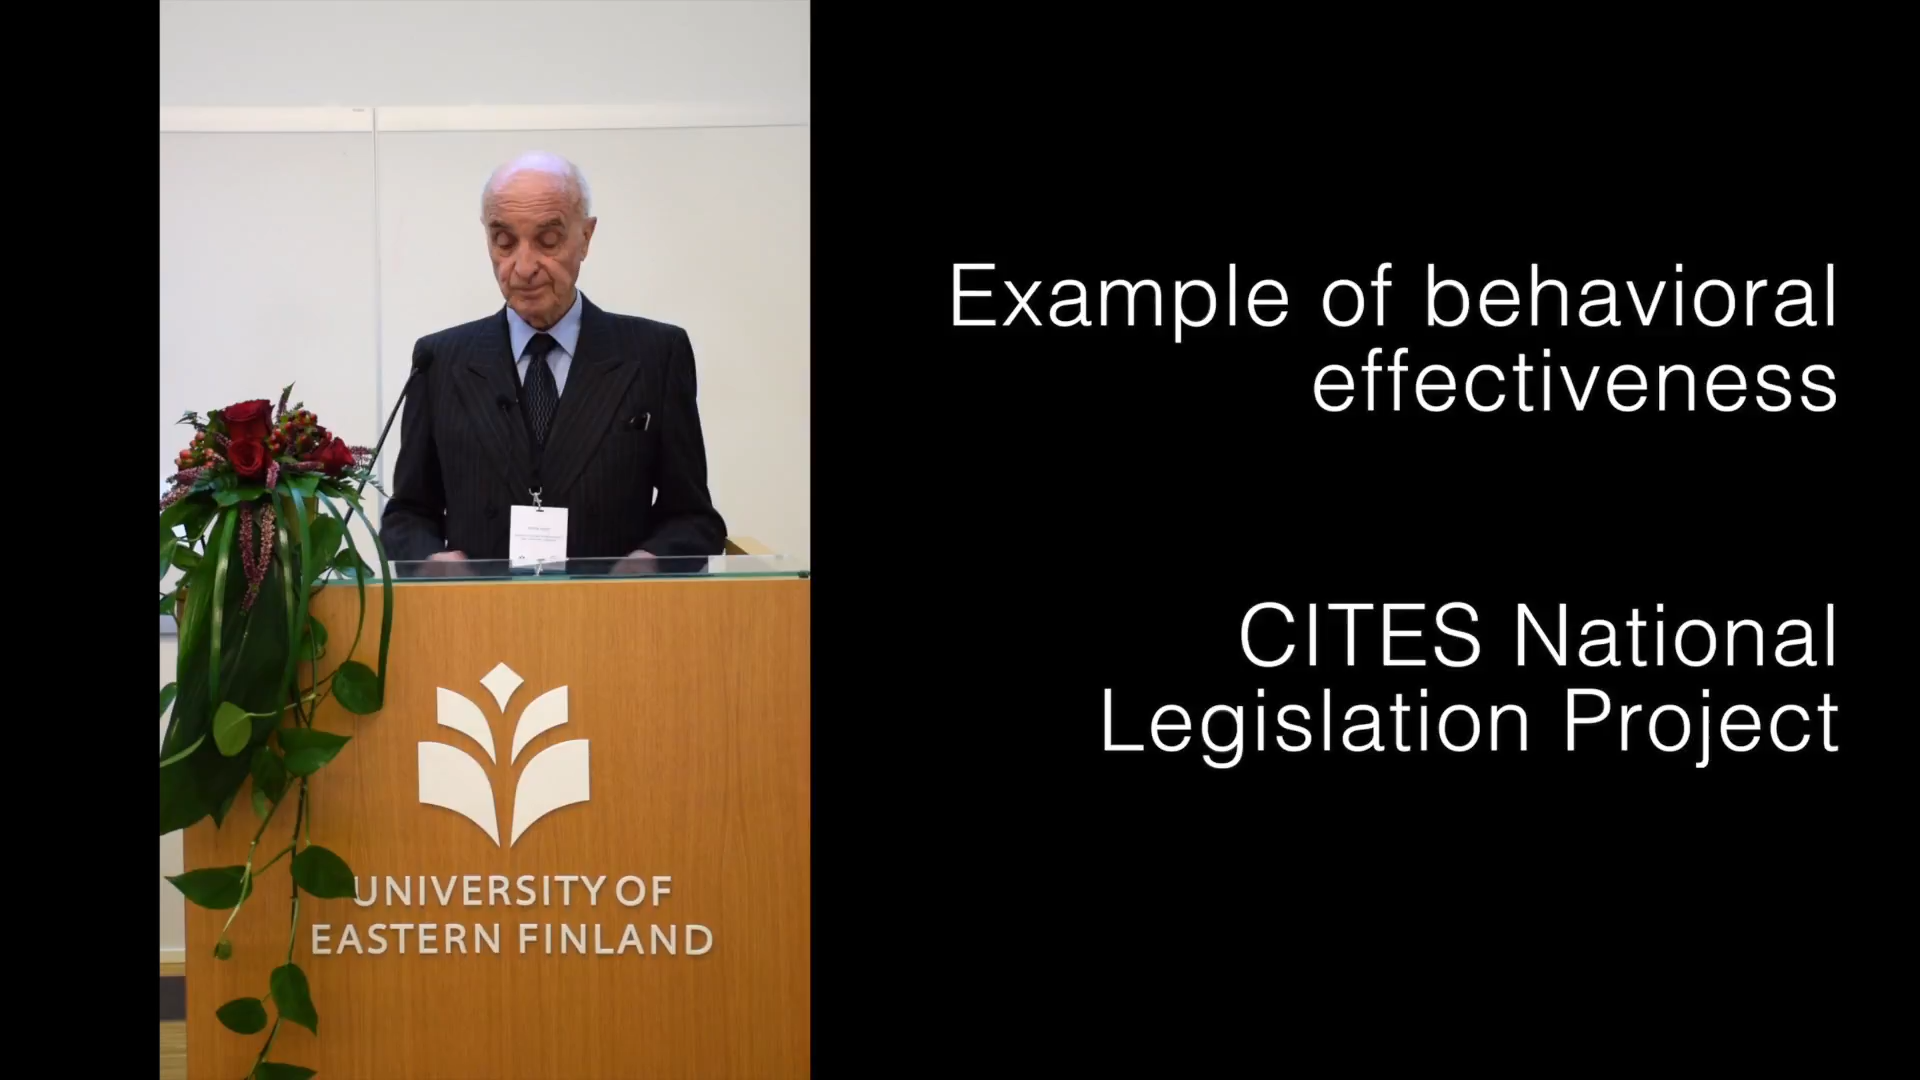 Example of behavioral
effectiveness
CITES National
Legislation Project
UNIVERSITY OF
EASTERN FINLAND